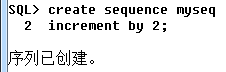 SQL> create sequence myseq
  2  increment by 2;
序列已创建。